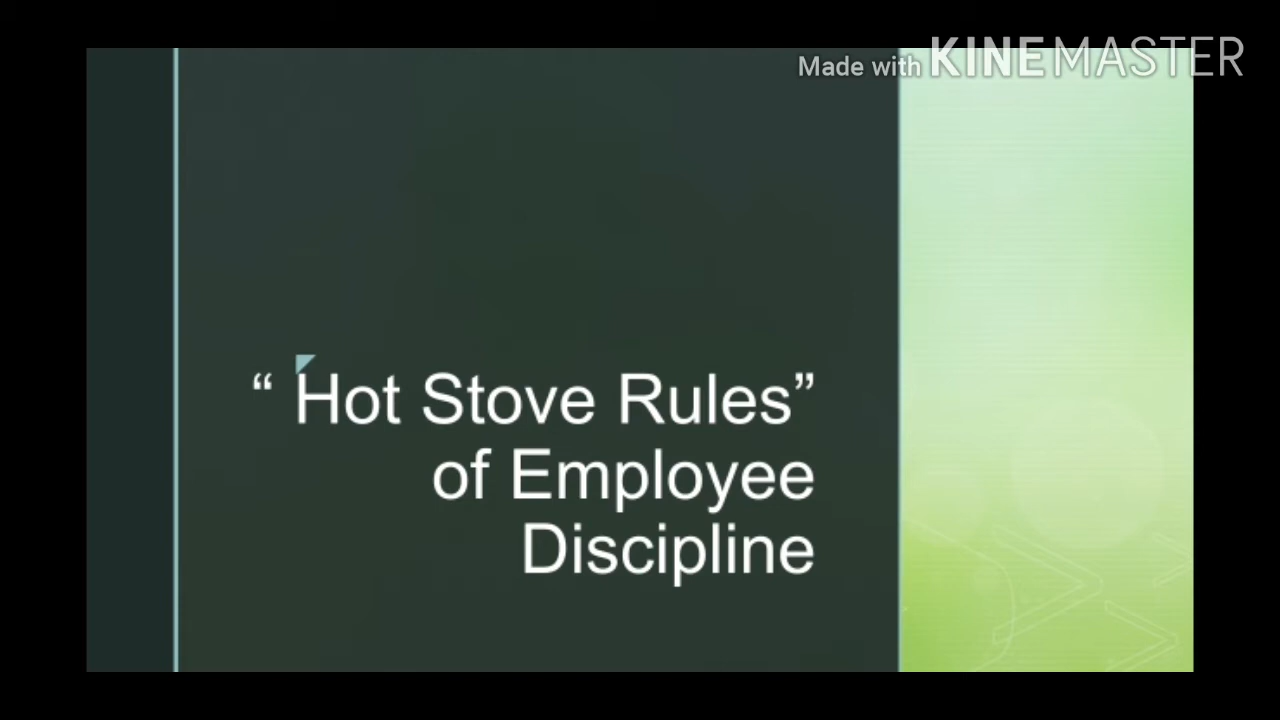 Made with KINEMASTER
“ Hot Stove Rules”
of Employee
Discipline